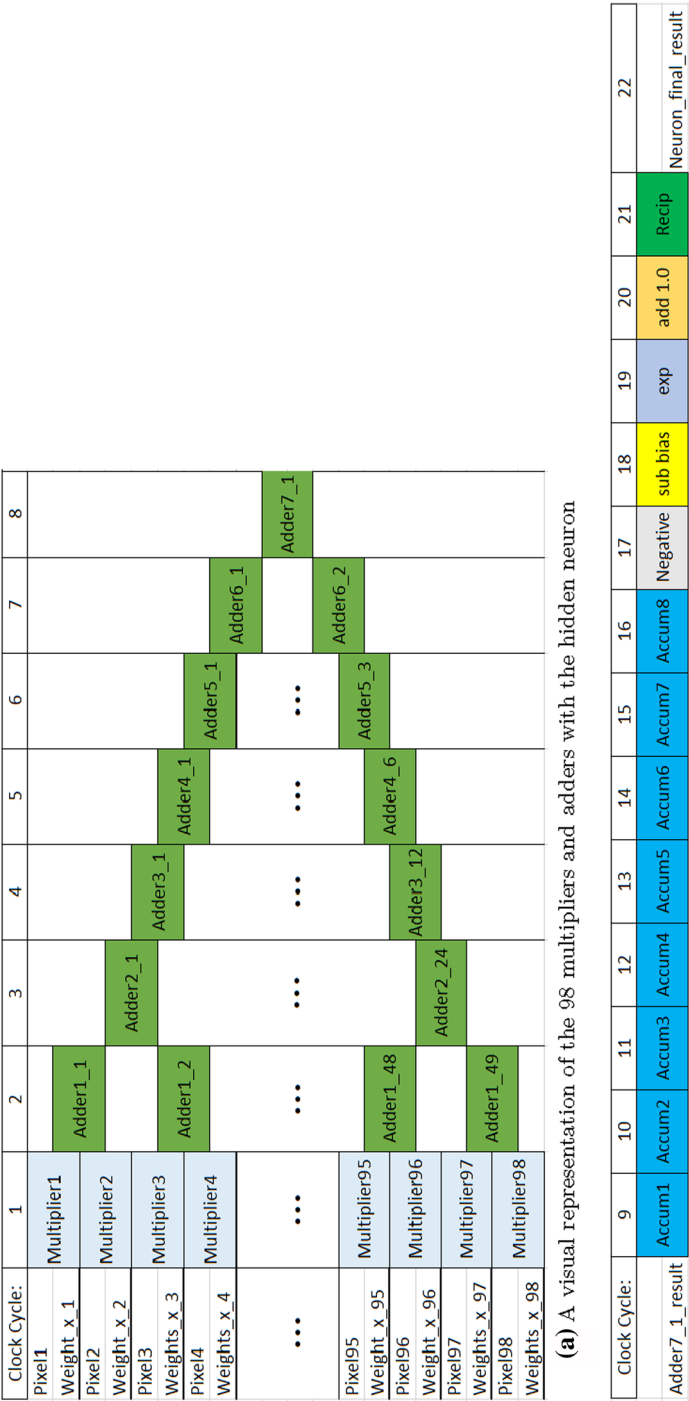 Clock Cycle: 1 2 3 4 5 6 7 8
Pixel1
Weight_x_1
Multiplier1
Adder1_1
Pixel2
Weight_x_2
Multiplier2
Adder2_1
Pixel3
Weights_x_3
Multiplier3
Adder1_2
Adder3_1
Adder4_1
Pixel4
Weights_x_4
Multiplier4
Adder5_1
Adder6_1
Adder7_1
••• ••• ••• ••• ••• •••
Adder6_2
Pixel95
Weight_x_95
Multiplier95
Adder1_48
Adder4_6
Adder5_3
Pixel96
Weight_x_96
Multiplier96
Adder2_24
Adder3_12
Pixel97
Weight_x_97
Multiplier97
Adder1_49
Pixel98
Weights_x_98
Multiplier98
(a) A visual representation of the 98 multipliers and adders with the hidden neuron
Clock Cycle: 9 10 11 12 13 14 15 16 17 18 19 20 21 22
Adder7_1_result Accum1 Accum2 Accum3 Accum4 Accum5 Accum6 Accum7 Accum8 Negative sub bias exp add 1.0 Recip Neuron_final_result